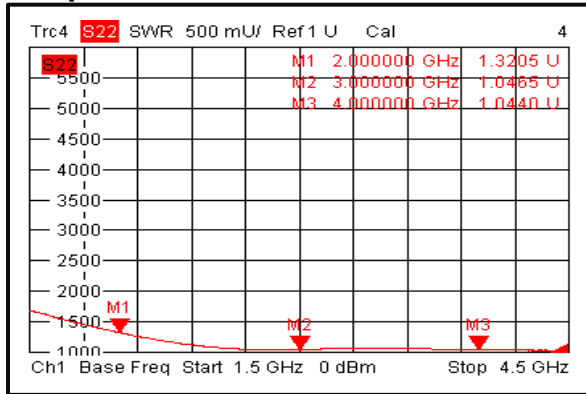 Trc4 S22 SWR 500 mU/ Ref 1 U Cal 4
S22 M1 2.000000 GHz 1.3205 U
5500 M2 3.000000 GHz 1.0465 U
5000 M3 4.000000 GHz 1.0440 U
4500
4000
3500
3000
2500
2000
M1
1500 M2 M3
1000
Ch1 Base Freq Start 1.5 GHz 0 dBm Stop 4.5 GHz